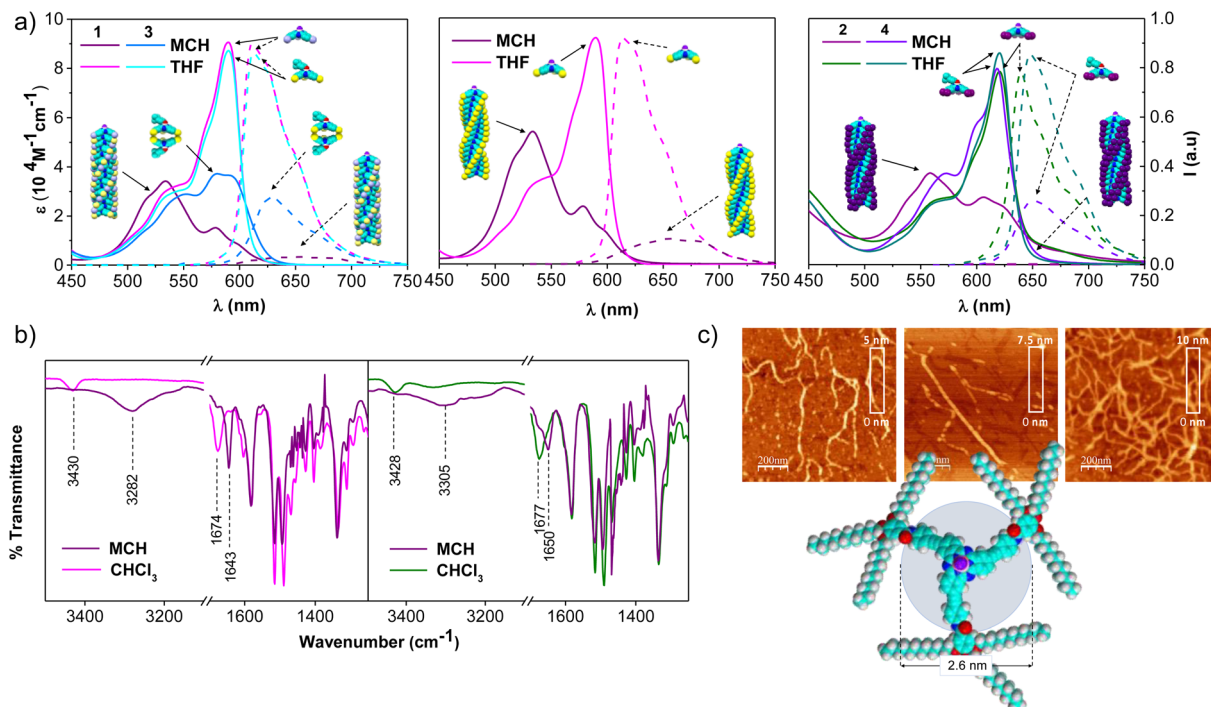 a)
1 3
MCH
THF
ε (10⁴M⁻¹cm⁻¹)
10
8
6
4
2
0
450 500 550 600 650 700 750
λ (nm)
MCH
THF
450 500 550 600 650 700 750
λ (nm)
2 4
MCH
THF
1.0
0.8
0.6
0.4
0.2
0.0
I (a.u)
450 500 550 600 650 700 750
λ (nm)
b)
% Transmittance
3430
3282
1674
1643
MCH
CHCl₃
3428
3305
1677
1650
MCH
CHCl₃
3400 3200 1600 1400 3400 3200 1600 1400
Wavenumber (cm⁻¹)
c)
5 nm
0 nm
200nm
7.5 nm
0 nm
nm
10 nm
0 nm
200nm
2.6 nm